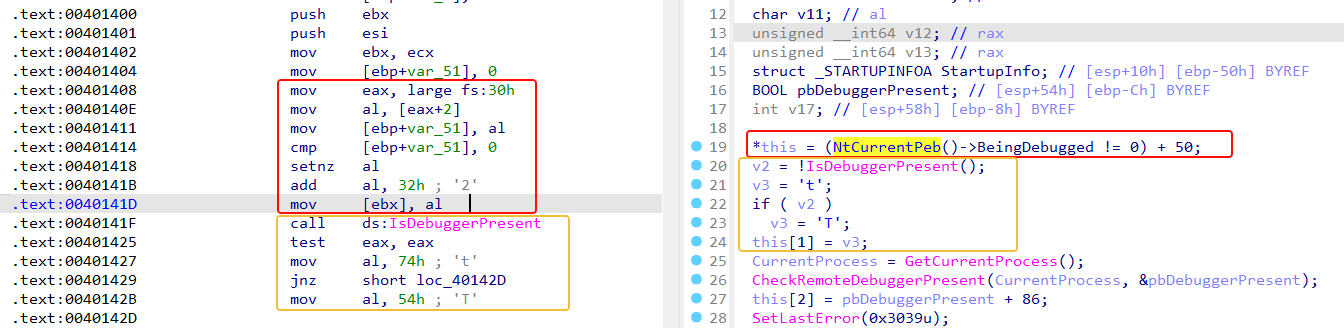 .text:00401400 push ebx
.text:00401401 push esi
.text:00401402 mov ebx, ecx
.text:00401404 mov [ebp+var_51], 0
.text:00401408 mov eax, large fs:30h
.text:0040140E mov al, [eax+2]
.text:00401411 mov [ebp+var_51], al
.text:00401414 cmp [ebp+var_51], 0
.text:00401418 setnz al
.text:0040141B add al, 32h ; '2'
.text:0040141D mov [ebx], al
.text:0040141F call ds:IsDebuggerPresent
.text:00401425 test eax, eax
.text:00401427 mov al, 74h ; 't'
.text:00401429 jnz short loc_40142D
.text:0040142B mov al, 54h ; 'T'
.text:0040142D
12 char v11; // al
13 unsigned __int64 v12; // rax
14 unsigned __int64 v13; // rax
15 struct _STARTUPINFOA StartupInfo; // [esp+10h] [ebp-50h] BYREF
16 BOOL pbDebuggerPresent; // [esp+54h] [ebp-Ch] BYREF
17 int v17; // [esp+58h] [ebp-8h] BYREF
18
19 *this = (NtCurrentPeb()->BeingDebugged != 0) + 50;
20 v2 = !IsDebuggerPresent();
21 v3 = 't';
22 if ( v2 )
23 v3 = 'T';
24 this[1] = v3;
25 CurrentProcess = GetCurrentProcess();
26 CheckRemoteDebuggerPresent(CurrentProcess, &pbDebuggerPresent);
27 this[2] = pbDebuggerPresent + 86;
28 SetLastError(0x3039u);